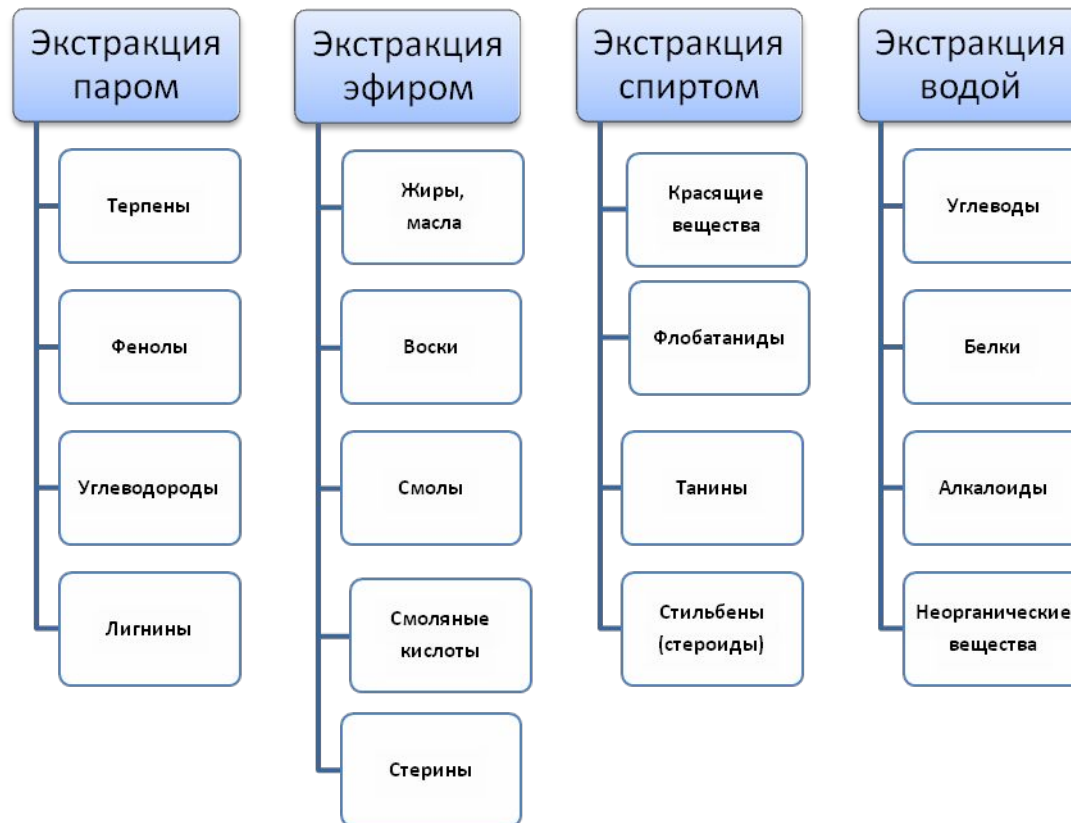 Экстракция
паром
Терпены
Фенолы
Углеводороды
Лигнины
Экстракция
эфиром
Жиры,
масла
Воски
Смолы
Смоляные
кислоты
Стерины
Экстракция
спиртом
Красящие
вещества
Флобатаниды
Танины
Стильбены
(стероиды)
Экстракция
водой
Углеводы
Белки
Алкалоиды
Неорганические
вещества